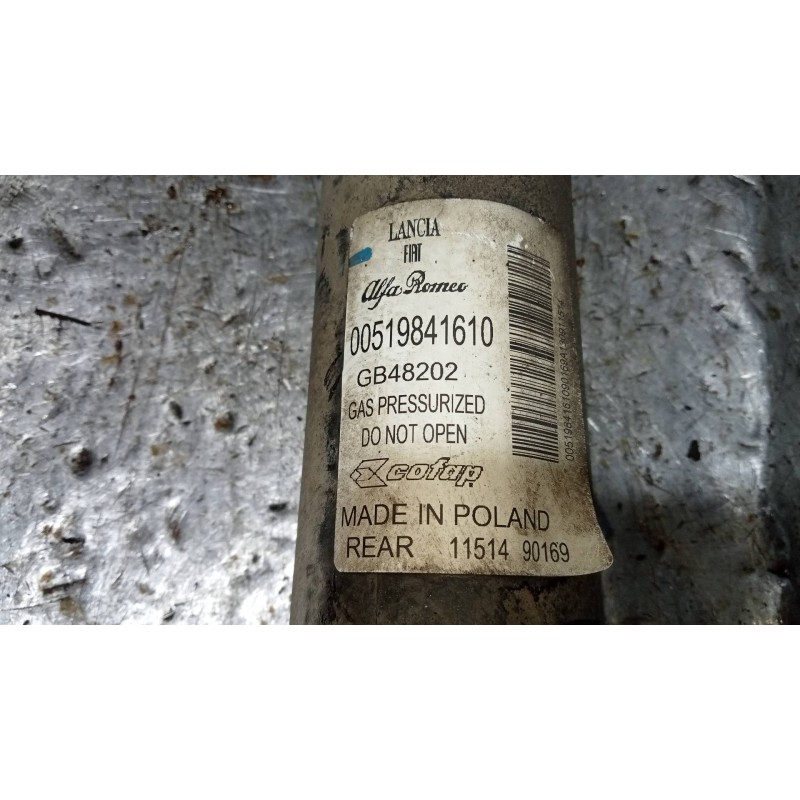 LANCIA
FIAT
Alfa Romeo
00519841610
GB48202
GAS PRESSURIZED
DO NOT OPEN
cofap
MADE IN POLAND
REAR 11514 90169